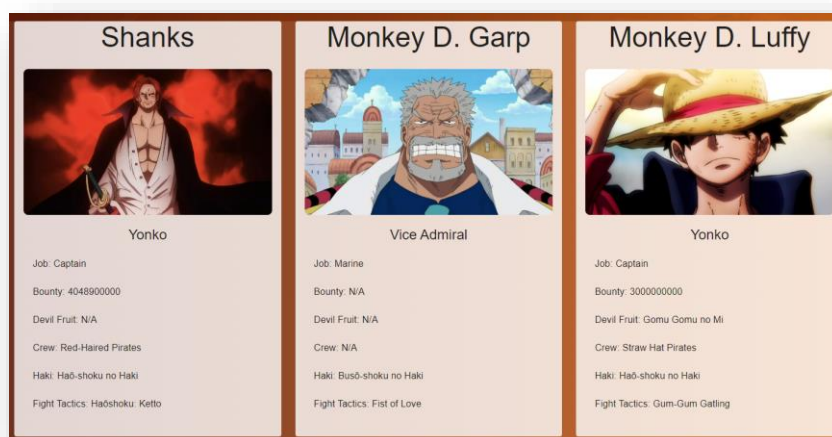 Shanks
Yonko
Job: Captain
Bounty: 4048900000
Devil Fruit: N/A
Crew: Red-Haired Pirates
Haki: Haō-shoku no Haki
Fight Tactics: Haōshoku: Ketto
Monkey D. Garp
Vice Admiral
Job: Marine
Bounty: N/A
Devil Fruit: N/A
Crew: N/A
Haki: Busō-shoku no Haki
Fight Tactics: Fist of Love
Monkey D. Luffy
Yonko
Job: Captain
Bounty: 3000000000
Devil Fruit: Gomu Gomu no Mi
Crew: Straw Hat Pirates
Haki: Haō-shoku no Haki
Fight Tactics: Gum-Gum Gatling